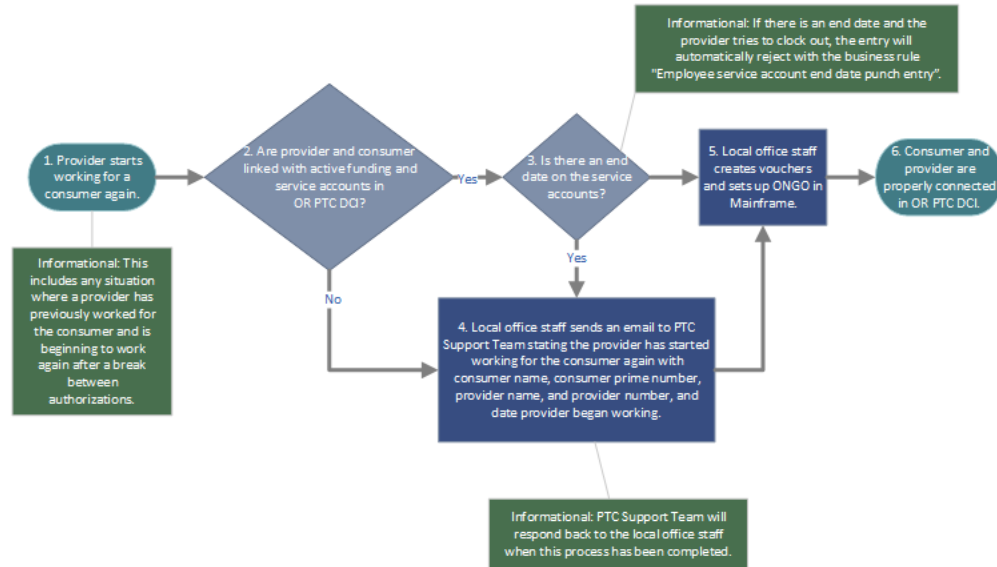 Informational: If there is an end date and the
provider tries to clock out, the entry will
automatically reject with the business rule
"Employee service account end date punch entry".
1. Provider starts
working for a
consumer again.
2. Are provider and consumer
linked with active funding and
service accounts in
OR PTC DCI?
Yes
3. Is there an end
date on the service
accounts?
5. Local office staff
creates vouchers
and sets up ONGO in
Mainframe.
6. Consumer and
provider are
properly connected
in OR PTC DCI.
Informational: This
includes any situation
where a provider has
previously worked for
the consumer and is
beginning to work
again after a break
between
authorizations.
No
Yes
4. Local office staff sends an email to PTC
Support Team stating the provider has started
working for the consumer again with
consumer name, consumer prime number,
provider name, and provider number, and
date provider began working.
Informational: PTC Support Team will
respond back to the local office staff
when this process has been completed.